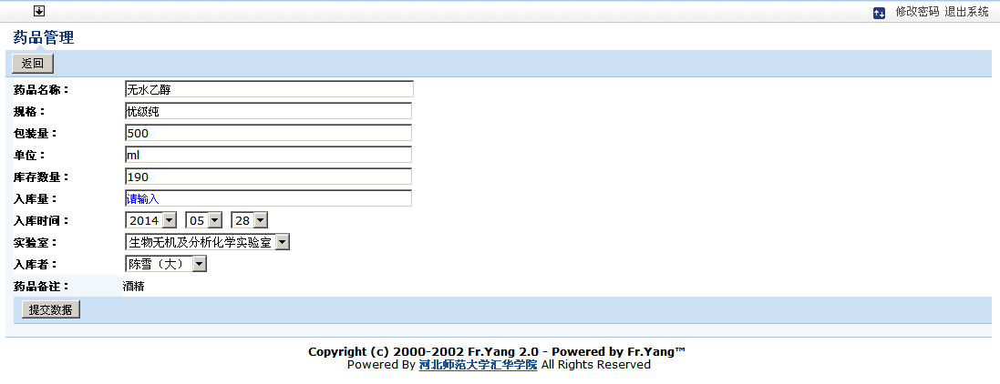 修改密码 退出系统
药品管理
返回
药品名称： 无水乙醇
规格： 优级纯
包装量： 500
单位： ml
库存数量： 190
入库量： 请输入
入库时间： 2014 05 28
实验室： 生物无机及分析化学实验室
入库者： 陈雪（大）
药品备注： 酒精
提交数据
Copyright (c) 2000-2002 Fr.Yang 2.0 - Powered by Fr.Yang™
Powered By 河北师范大学汇华学院 All Rights Reserved